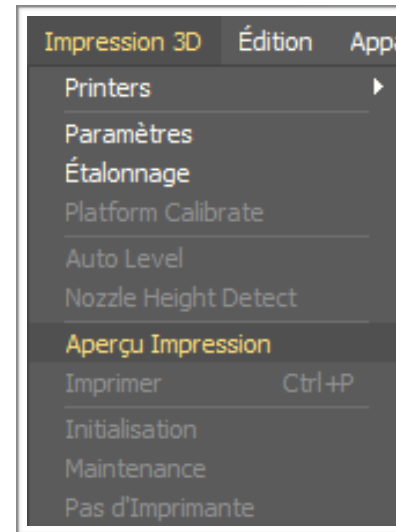 Impression 3D Édition Appa
Printers
Paramètres
Étalonnage
Platform Calibrate
Auto Level
Nozzle Height Detect
Aperçu Impression
Imprimer Ctrl+P
Initialisation
Maintenance
Pas d'Imprimante